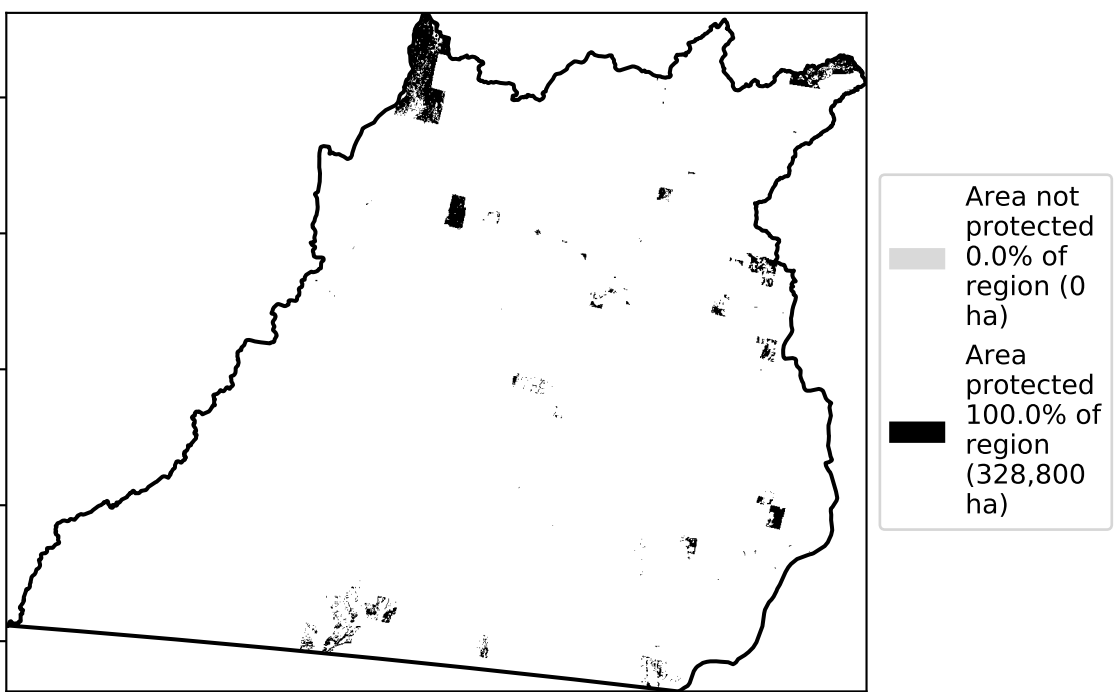 Area not
protected
0.0% of
region (0
ha)
Area
protected
100.0% of
region
(328,800
ha)